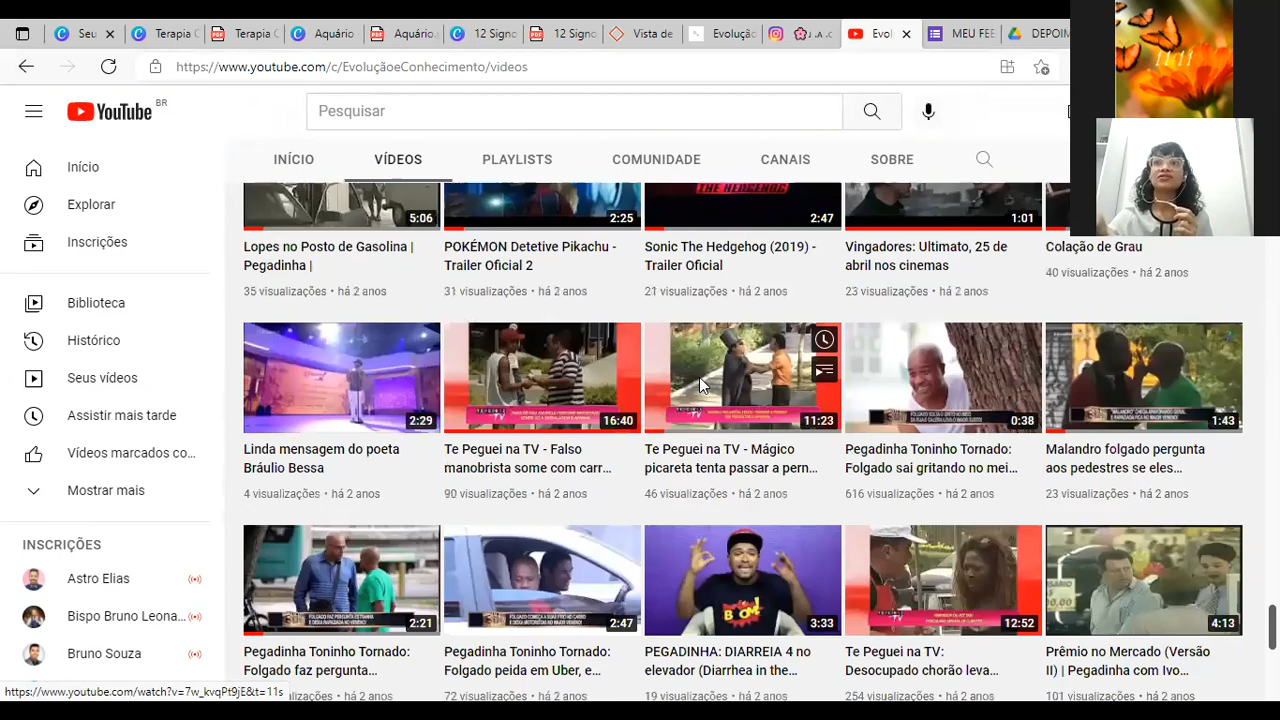 Seu
Terapia C
Terapia C
Aquário
Aquário.
12 Signo
12 Signo
Vista de
Evolução
J .A .C
Evol
MEU FEE
DEPOIM
https://www.youtube.com/c/EvoluçãoeConhecimento/videos
11 11
YouTube BR
Pesquisar
INÍCIO
VÍDEOS
PLAYLISTS
COMUNIDADE
CANAIS
SOBRE
Início
Explorar
Inscrições
Biblioteca
Histórico
Seus vídeos
Assistir mais tarde
Vídeos marcados co...
Mostrar mais
INSCRIÇÕES
Astro Elias
Bispo Bruno Leona...
Bruno Souza
5:06
Lopes no Posto de Gasolina |
Pegadinha |
35 visualizações • há 2 anos
2:25
POKÉMON Detetive Pikachu -
Trailer Oficial 2
31 visualizações • há 2 anos
THE HEDGEHOG
2:47
Sonic The Hedgehog (2019) -
Trailer Oficial
21 visualizações • há 2 anos
1:01
Vingadores: Ultimato, 25 de
abril nos cinemas
23 visualizações • há 2 anos
Colação de Grau
40 visualizações • há 2 anos
2:29
Linda mensagem do poeta
Bráulio Bessa
4 visualizações • há 2 anos
16:40
Te Peguei na TV - Falso
manobrista some com carr...
90 visualizações • há 2 anos
11:23
Te Peguei na TV - Mágico
picareta tenta passar a pern...
46 visualizações • há 2 anos
0:38
Pegadinha Toninho Tornado:
Folgado sai gritando no mei...
616 visualizações • há 2 anos
1:43
Malandro folgado pergunta
aos pedestres se eles...
23 visualizações • há 2 anos
2:21
Pegadinha Toninho Tornado:
Folgado faz pergunta...
visualizações • há 2 anos
2:47
Pegadinha Toninho Tornado:
Folgado peida em Uber, e...
72 visualizações • há 2 anos
BOOM!
3:33
PEGADINHA: DIARREIA 4 no
elevador (Diarrhea in the...
19 visualizações • há 2 anos
12:52
Te Peguei na TV:
Desocupado chorão leva...
254 visualizações • há 2 anos
4:13
Prêmio no Mercado (Versão
II) | Pegadinha com Ivo...
101 visualizações • há 2 anos
https://www.youtube.com/watch?v=7w_kvqPt9jE&t=11s